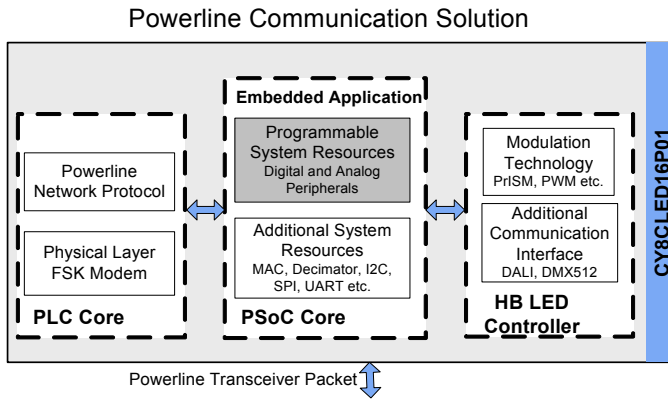 Powerline Communication Solution
Powerline
Network Protocol
Physical Layer
FSK Modem
PLC Core
Embedded Application
Programmable
System Resources
Digital and Analog
Peripherals
Additional System
Resources
MAC, Decimator, I2C,
SPI, UART etc.
PSoC Core
Modulation
Technology
PrISM, PWM etc.
Additional
Communication
Interface
DALI, DMX512
HB LED
Controller
CY8CLED16P01
Powerline Transceiver Packet